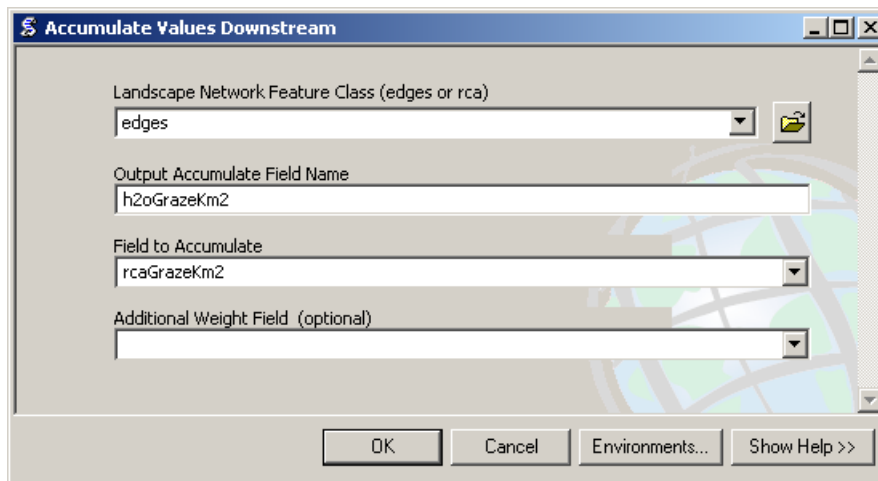 Accumulate Values Downstream
Landscape Network Feature Class (edges or rca)
edges
Output Accumulate Field Name
h2oGrazeKm2
Field to Accumulate
rcaGrazeKm2
Additional Weight Field (optional)
OK Cancel Environments... Show Help >>